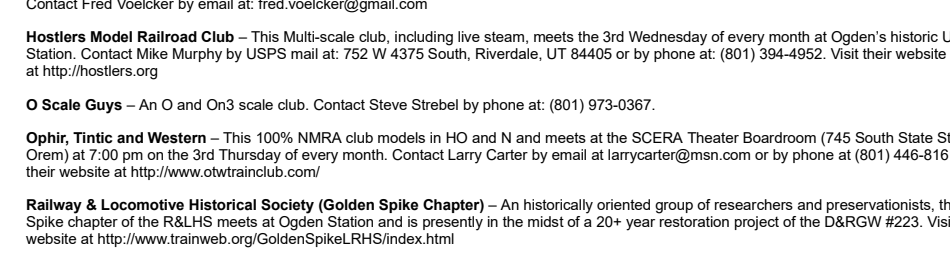 Contact Fred Voelcker by email at: fred.voelcker@gmail.com
Hostlers Model Railroad Club – This Multi-scale club, including live steam, meets the 3rd Wednesday of every month at Ogden's historic
Station. Contact Mike Murphy by USPS mail at: 752 W 4375 South, Riverdale, UT 84405 or by phone at: (801) 394-4952. Visit their website
at http://hostlers.org
O Scale Guys – An O and On3 scale club. Contact Steve Strebel by phone at: (801) 973-0367.
Ophir, Tintic and Western – This 100% NMRA club models in HO and N and meets at the SCERA Theater Boardroom (745 South State
Orem) at 7:00 pm on the 3rd Thursday of every month. Contact Larry Carter by email at larrycarter@msn.com or by phone at (801) 446-816
their website at http://www.otwtrainclub.com/
Railway & Locomotive Historical Society (Golden Spike Chapter) – An historically oriented group of researchers and preservationists,
Spike chapter of the R&LHS meets at Ogden Station and is presently in the midst of a 20+ year restoration project of the D&RGW #223.
website at http://www.trainweb.org/GoldenSpikeLRHS/index.html